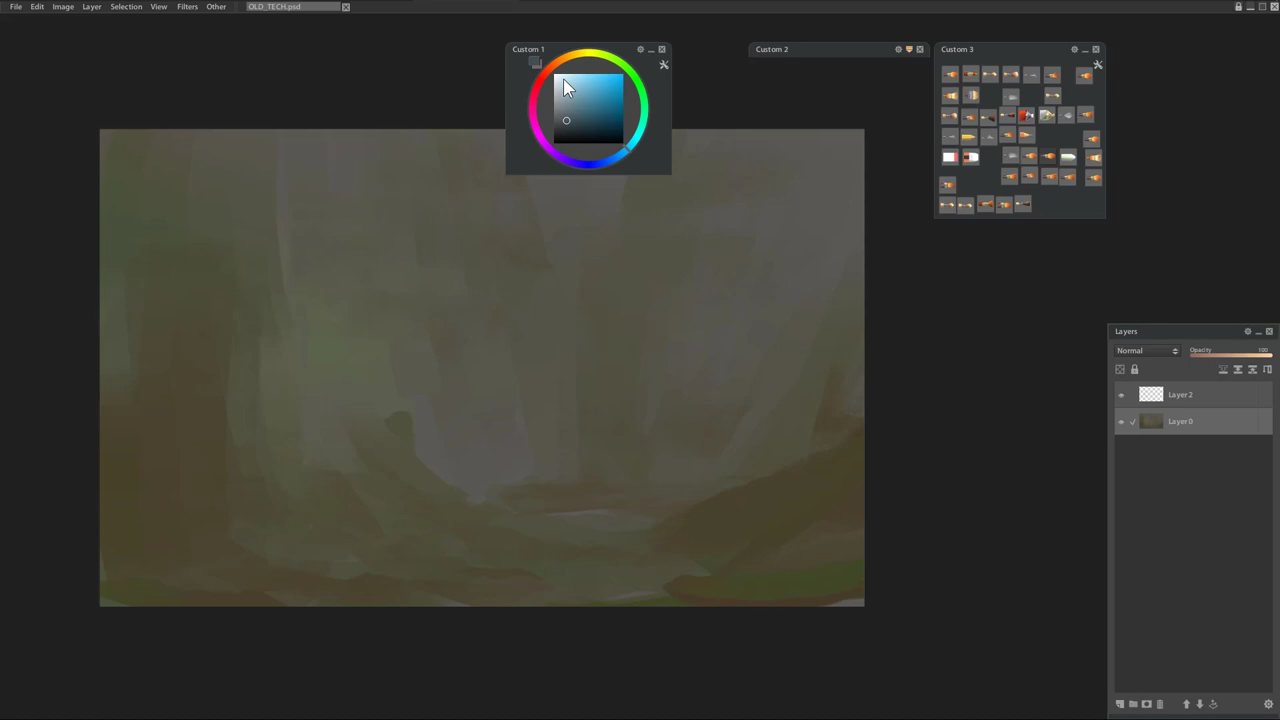 File Edit Image Layer Selection View Filters Other OLD_TECH.psd
Custom 1
Custom 2
Custom 3
Layers
Normal
Opacity 100
Layer 2
Layer 0